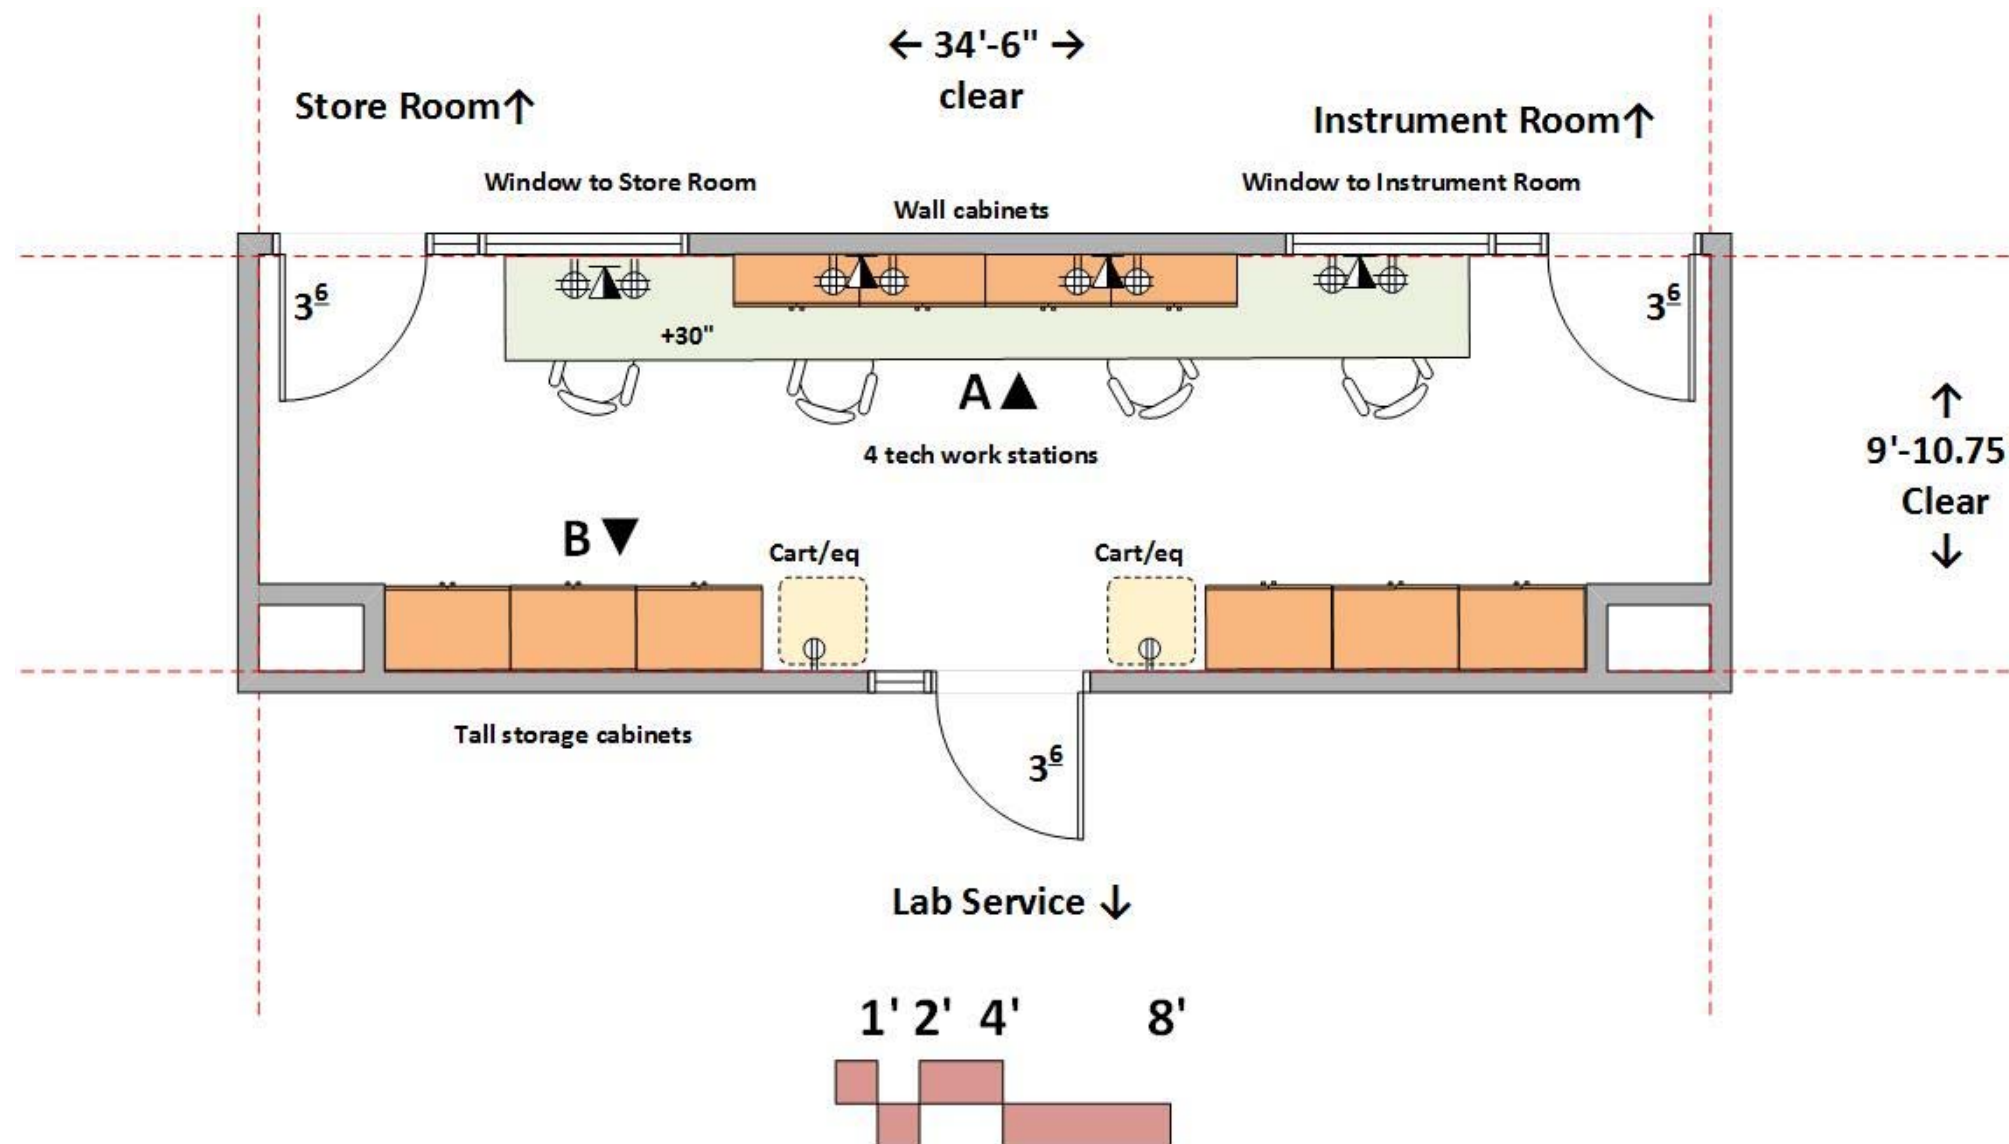 ← 34'-6" →
clear
Store Room↑
Instrument Room↑
Window to Store Room
Window to Instrument Room
Wall cabinets
36
36
+30"
A ▲
↑
9'-10.75
Clear
↓
4 tech work stations
B ▼
Cart/eq
Cart/eq
Tall storage cabinets
36
Lab Service ↓
1' 2' 4' 8'